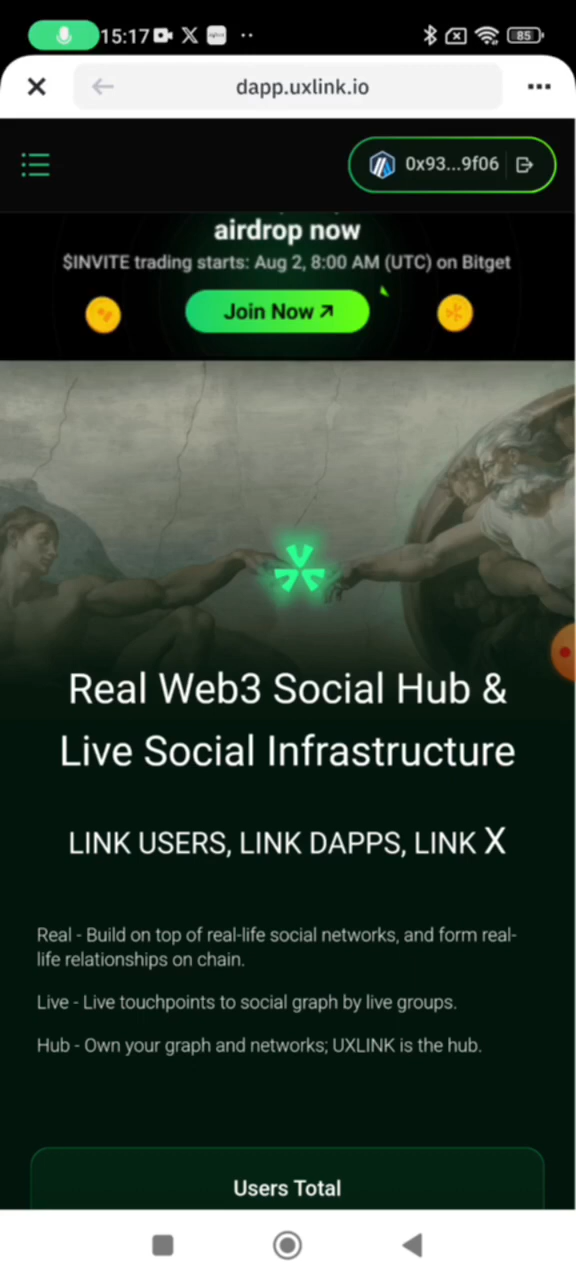 15:17
85
dapp.uxlink.io
0x93...9f06
airdrop now
$INVITE trading starts: Aug 2, 8:00 AM (UTC) on Bitget
Join Now
Real Web3 Social Hub &
Live Social Infrastructure
LINK USERS, LINK DAPPS, LINK X
Real - Build on top of real-life social networks, and form real-
life relationships on chain.
Live - Live touchpoints to social graph by live groups.
Hub - Own your graph and networks; UXLINK is the hub.
Users Total